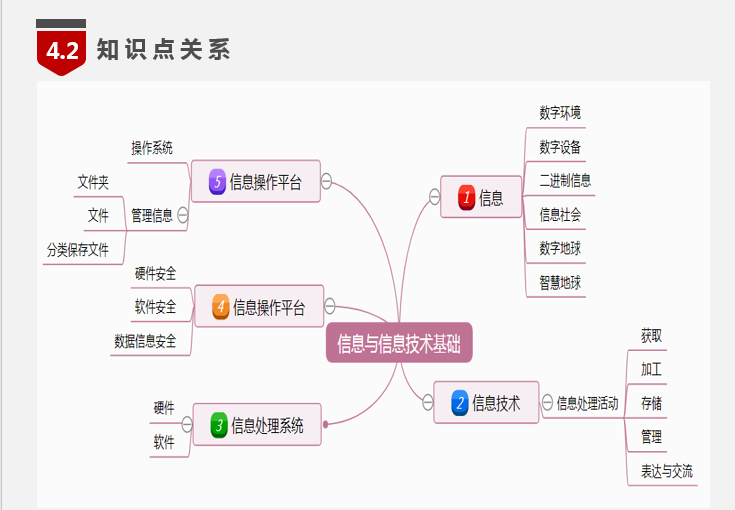 4.2 知识点关系
信息与信息技术基础
1 信息
数字环境
数字设备
二进制信息
信息社会
数字地球
智慧地球
2 信息技术
信息处理活动
获取
加工
存储
管理
表达与交流
3 信息处理系统
硬件
软件
4 信息操作平台
硬件安全
软件安全
数据信息安全
5 信息操作平台
操作系统
管理信息
文件夹
文件
分类保存文件